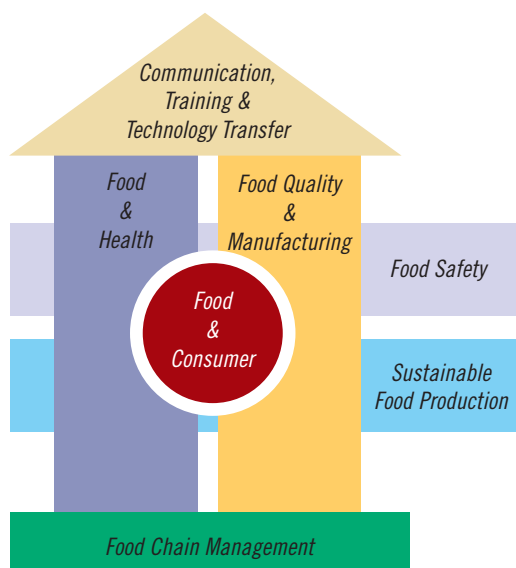 Communication,
Training &
Technology Transfer
Food
&
Health
Food Quality
&
Manufacturing
Food Safety
Food
&
Consumer
Sustainable
Food Production
Food Chain Management